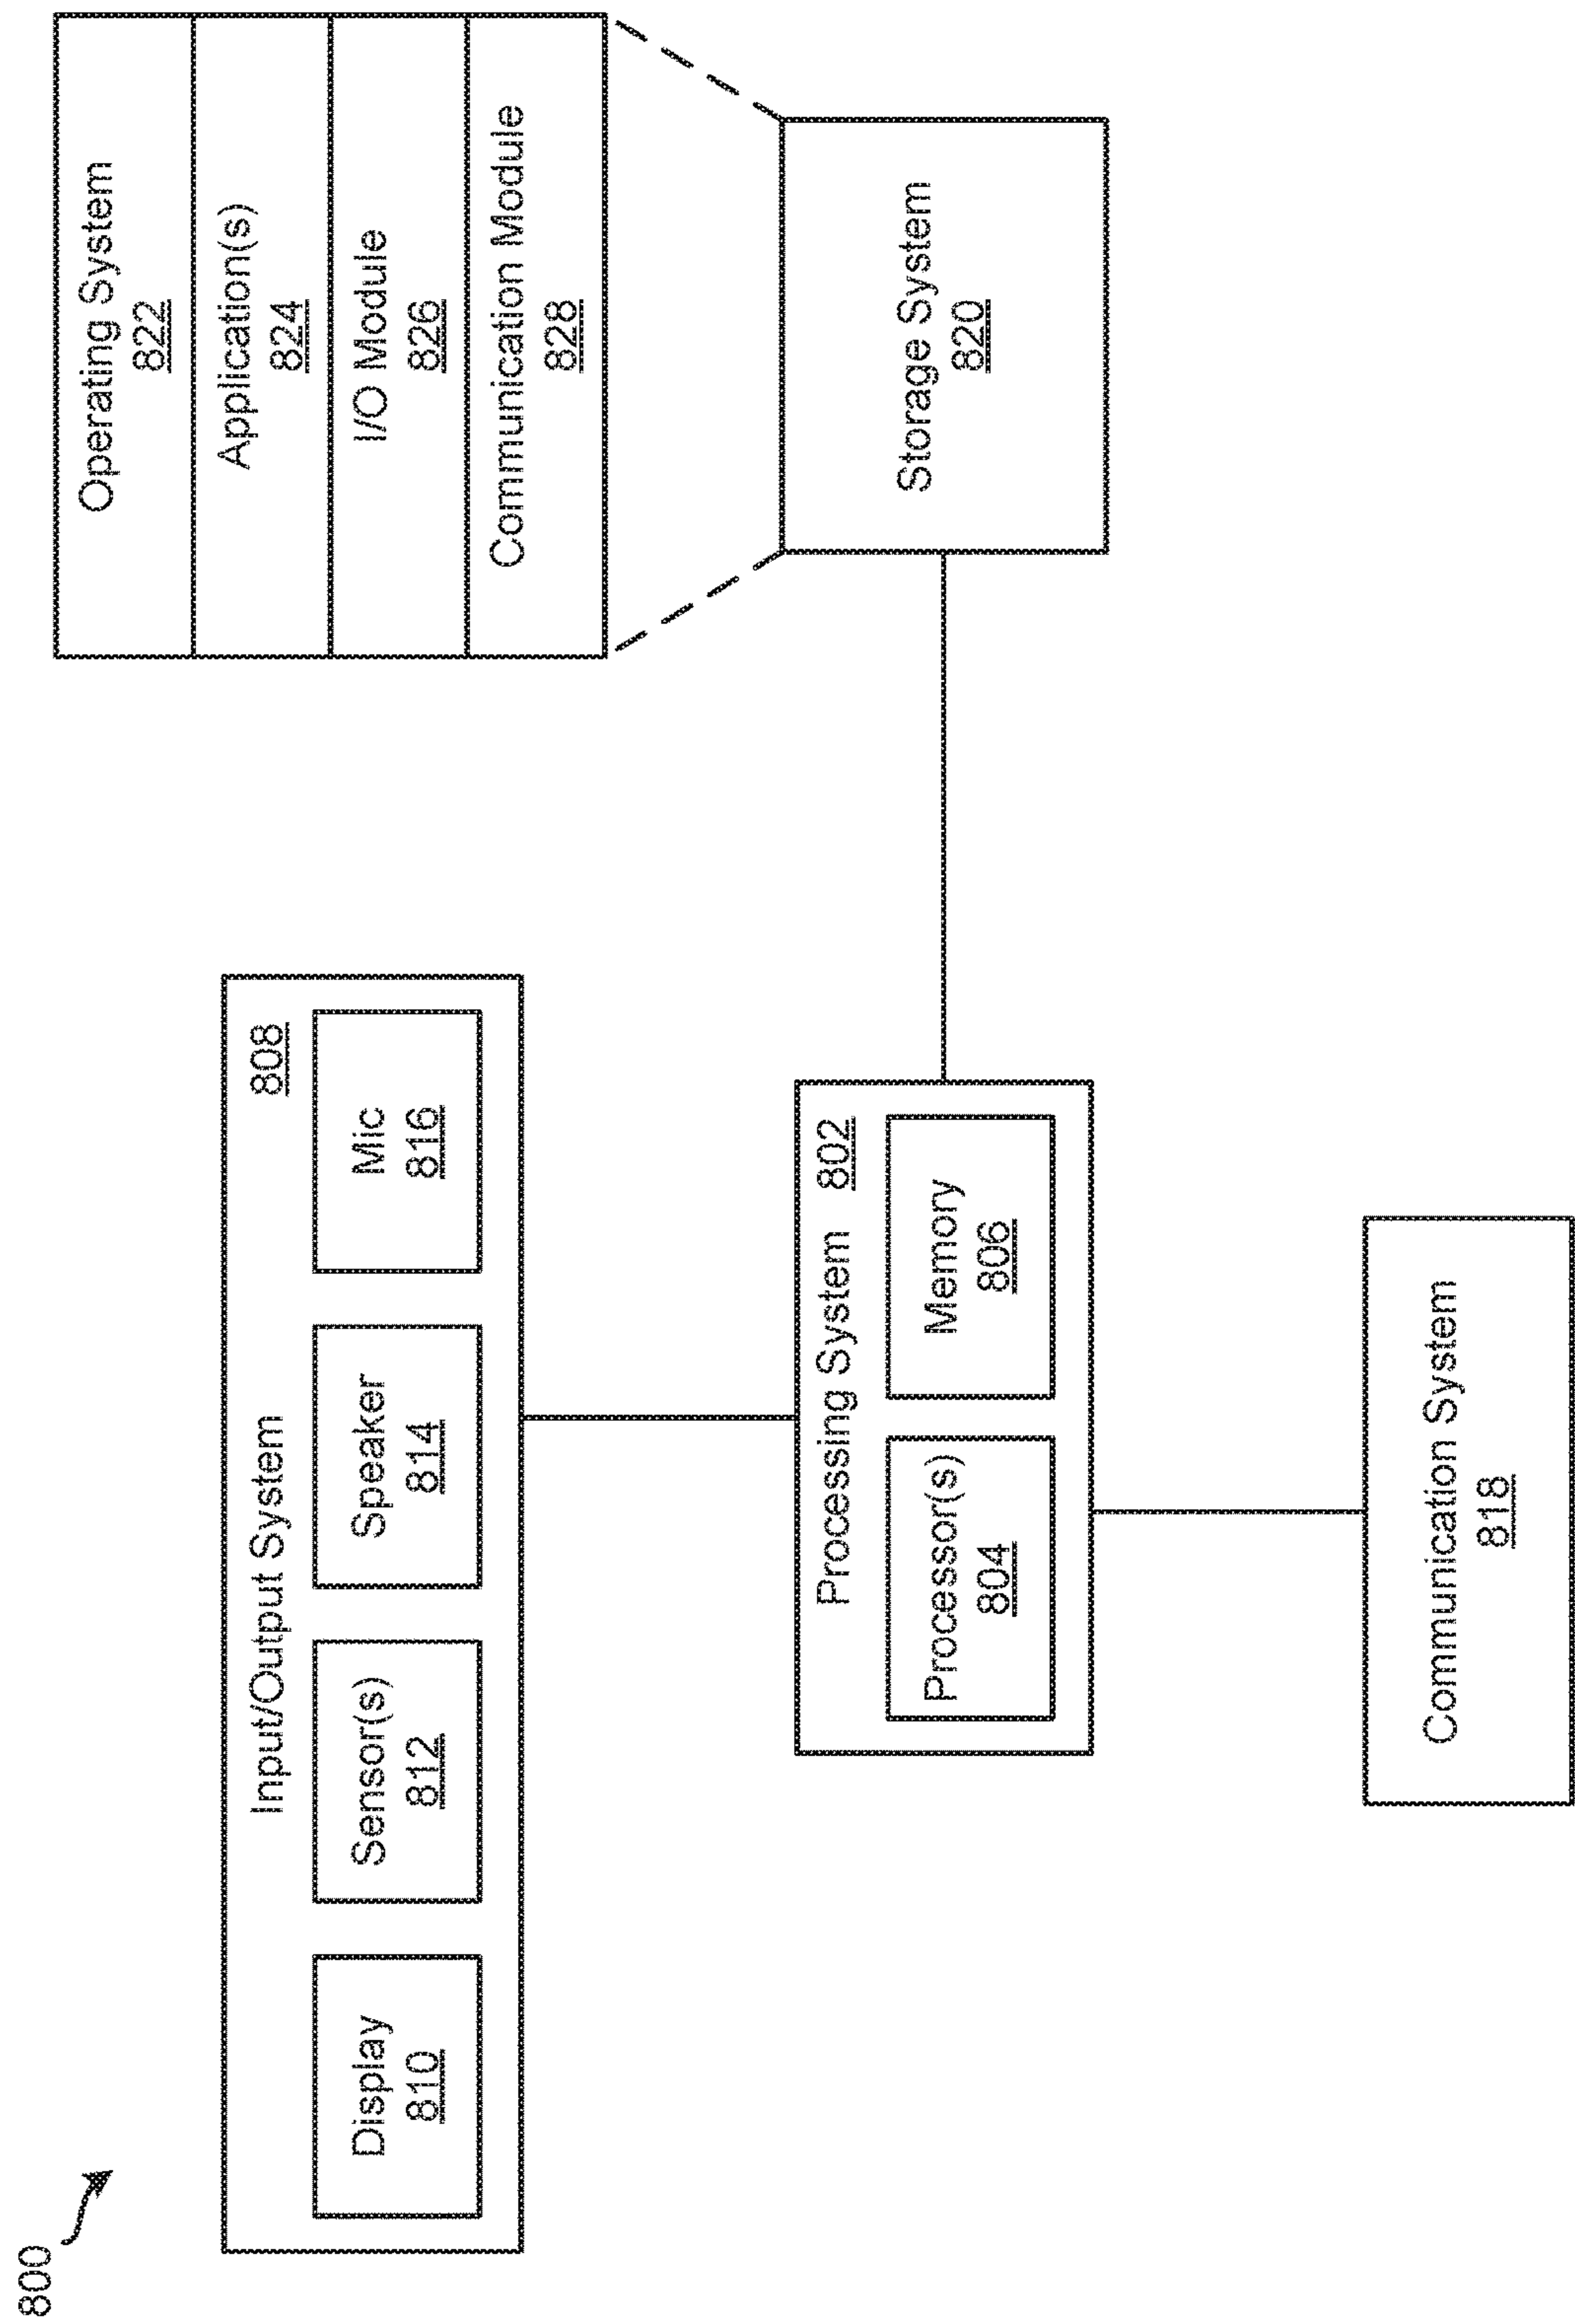 800
Input/Output System
808
Display
810
Sensor(s)
812
Speaker
814
Mic
816
Operating System
822
Application(s)
824
I/O Module
826
Communication Module
828
Processing System 802
Processor(s)
804
Memory
806
Storage System
820
Communication System
818